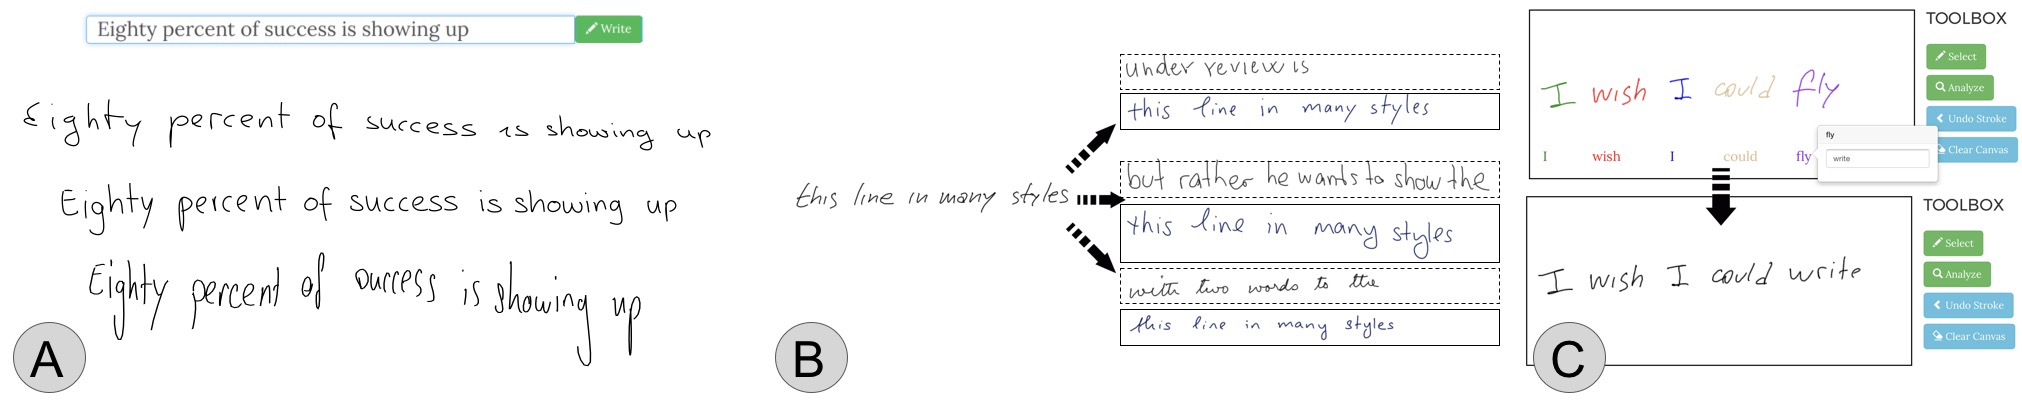 Eighty percent of success is showing up
Write
Eighty percent of success is showing up
Eighty percent of success is showing up
Eighty percent of success is showing up
A
this line in many styles
under review is
this line in many styles
but rather he wants to show the
this line in many styles
with two words to the
this line in many styles
B
I wish I could fly
I wish I could fly
fly
write
TOOLBOX
Select
Analyze
Undo Stroke
Clear Canvas
I wish I could write
TOOLBOX
Select
Analyze
Undo Stroke
Clear Canvas
C